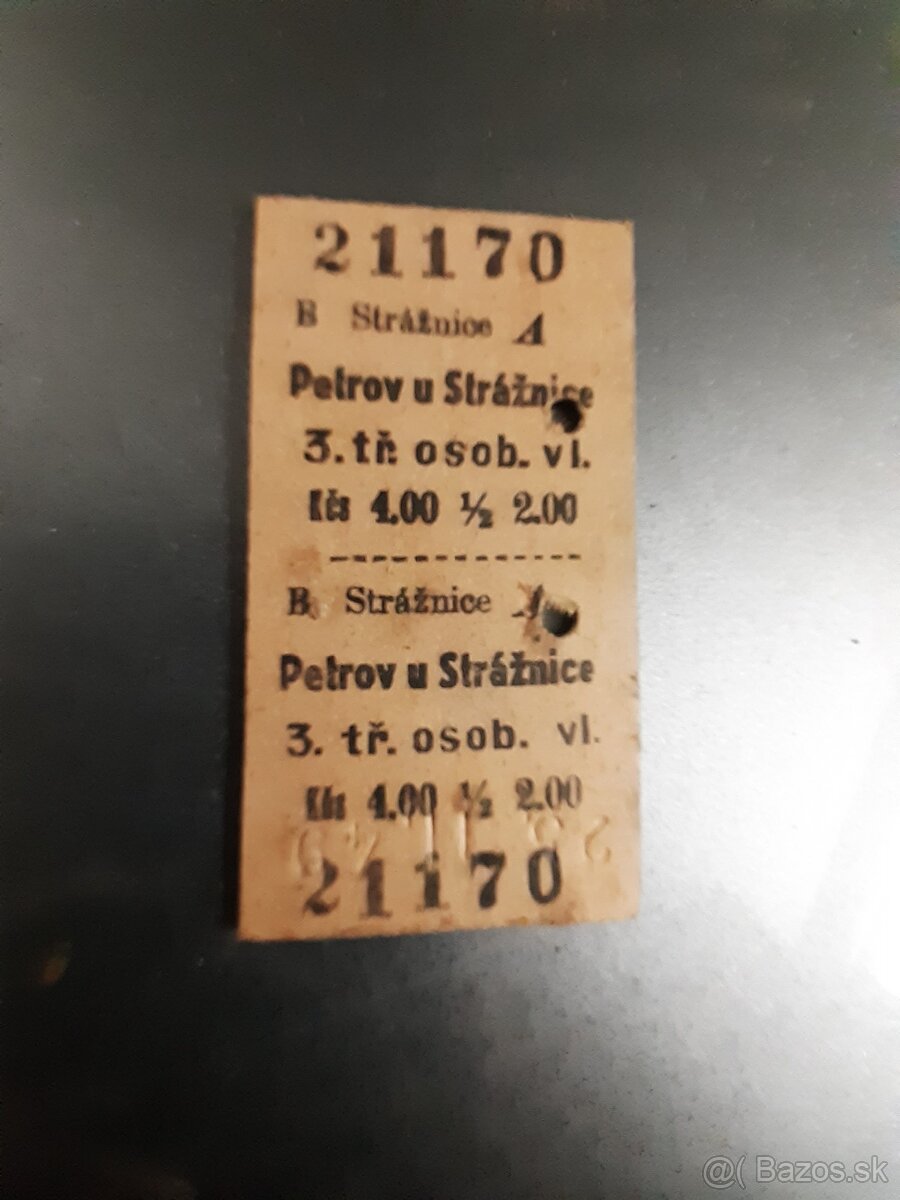 21170
B Strážnice A
Petrov u Strážnice
3. tř. osob. vl.
Kčs 4.00 ½ 2.00
B Strážnice
Petrov u Strážnice
3. tř. osob. vl.
Kčs 4.00 ½ 2.00
21170
@( Bazos.sk